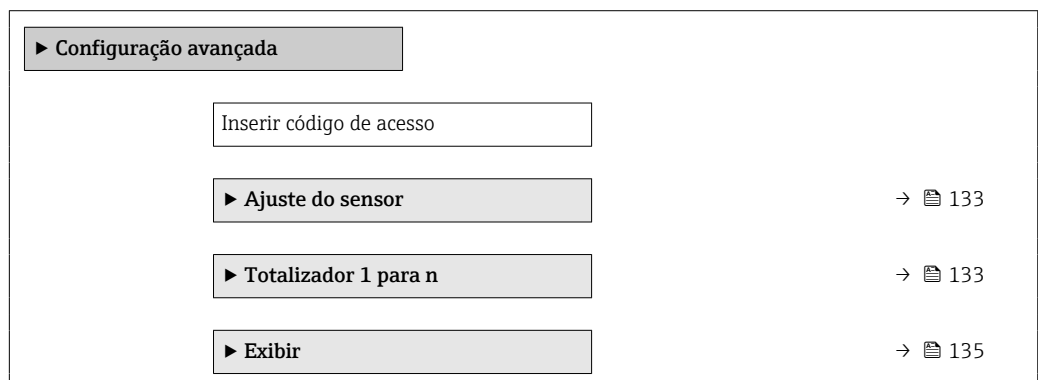 ▶ Configuração avançada
Inserir código de acesso
▶ Ajuste do sensor → 133
▶ Totalizador 1 para n → 133
▶ Exibir → 135